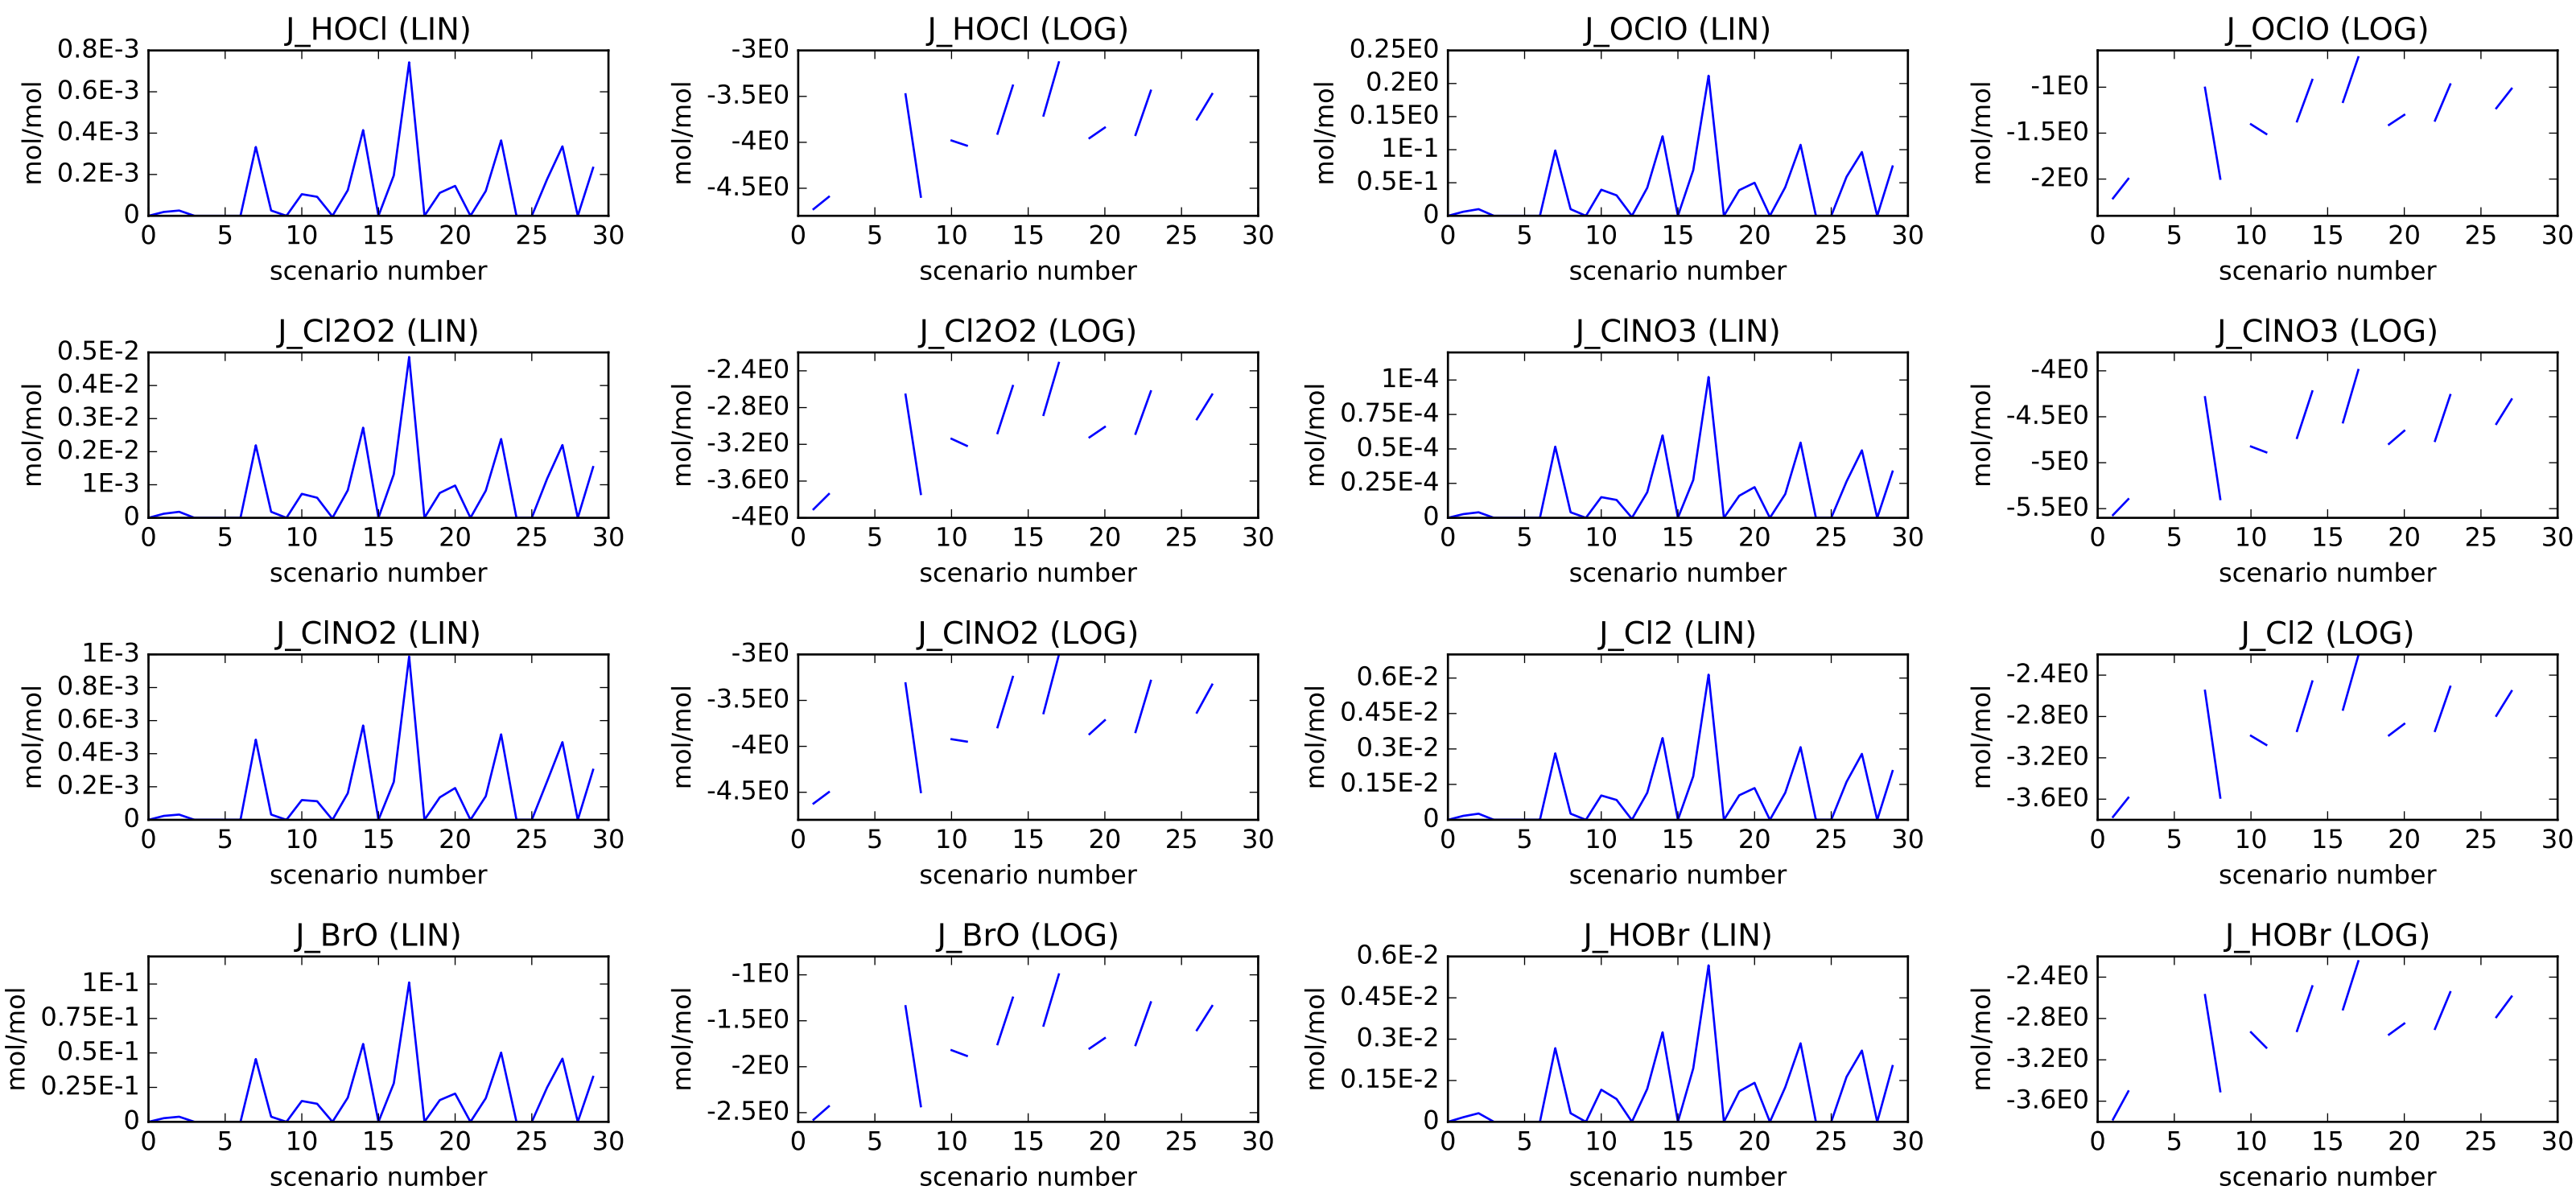 J_HOCl (LIN)
0.8E-3
0.6E-3
0.4E-3
0.2E-3
0
mol/mol
0 5 10 15 20 25 30
scenario number
J_HOCl (LOG)
-3E0
-3.5E0
-4E0
-4.5E0
mol/mol
0 5 10 15 20 25 30
scenario number
J_OClO (LIN)
0.25E0
0.2E0
0.15E0
1E-1
0.5E-1
0
mol/mol
0 5 10 15 20 25 30
scenario number
J_OClO (LOG)
-1E0
-1.5E0
-2E0
mol/mol
0 5 10 15 20 25 30
scenario number
J_Cl2O2 (LIN)
0.5E-2
0.4E-2
0.3E-2
0.2E-2
1E-3
0
mol/mol
0 5 10 15 20 25 30
scenario number
J_Cl2O2 (LOG)
-2.4E0
-2.8E0
-3.2E0
-3.6E0
-4E0
mol/mol
0 5 10 15 20 25 30
scenario number
J_ClNO3 (LIN)
1E-4
0.75E-4
0.5E-4
0.25E-4
0
mol/mol
0 5 10 15 20 25 30
scenario number
J_ClNO3 (LOG)
-4E0
-4.5E0
-5E0
-5.5E0
mol/mol
0 5 10 15 20 25 30
scenario number
J_ClNO2 (LIN)
1E-3
0.8E-3
0.6E-3
0.4E-3
0.2E-3
0
mol/mol
0 5 10 15 20 25 30
scenario number
J_ClNO2 (LOG)
-3E0
-3.5E0
-4E0
-4.5E0
mol/mol
0 5 10 15 20 25 30
scenario number
J_Cl2 (LIN)
0.6E-2
0.45E-2
0.3E-2
0.15E-2
0
mol/mol
0 5 10 15 20 25 30
scenario number
J_Cl2 (LOG)
-2.4E0
-2.8E0
-3.2E0
-3.6E0
mol/mol
0 5 10 15 20 25 30
scenario number
J_BrO (LIN)
1E-1
0.75E-1
0.5E-1
0.25E-1
0
mol/mol
0 5 10 15 20 25 30
scenario number
J_BrO (LOG)
-1E0
-1.5E0
-2E0
-2.5E0
mol/mol
0 5 10 15 20 25 30
scenario number
J_HOBr (LIN)
0.6E-2
0.45E-2
0.3E-2
0.15E-2
0
mol/mol
0 5 10 15 20 25 30
scenario number
J_HOBr (LOG)
-2.4E0
-2.8E0
-3.2E0
-3.6E0
mol/mol
0 5 10 15 20 25 30
scenario number